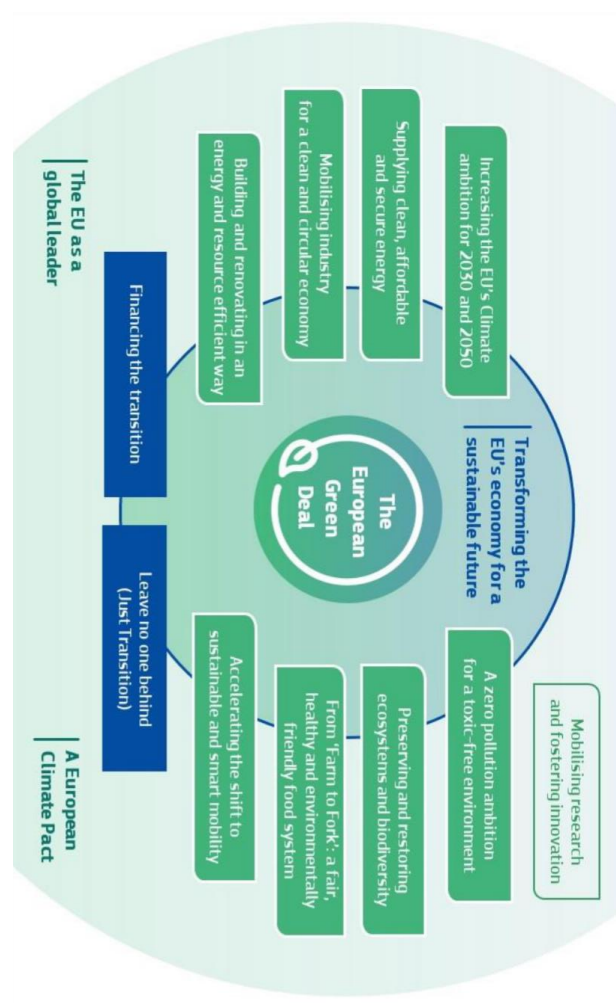 Mobilising research
and fostering innovation
Transforming the
EU's economy for a
sustainable future
Increasing the EU's Climate
ambition for 2030 and 2050
A zero pollution ambition
for a toxic-free environment
Supplying clean, affordable
and secure energy
Preserving and restoring
ecosystems and biodiversity
The
European
Green
Deal
Mobilising industry
for a clean and circular economy
From 'Farm to Fork': a fair,
healthy and environmentally
friendly food system
Building and renovating in an
energy and resource efficient way
Accelerating the shift to
sustainable and smart mobility
Financing the transition
Leave no one behind
(Just Transition)
The EU as a
global leader
A European
Climate Pact